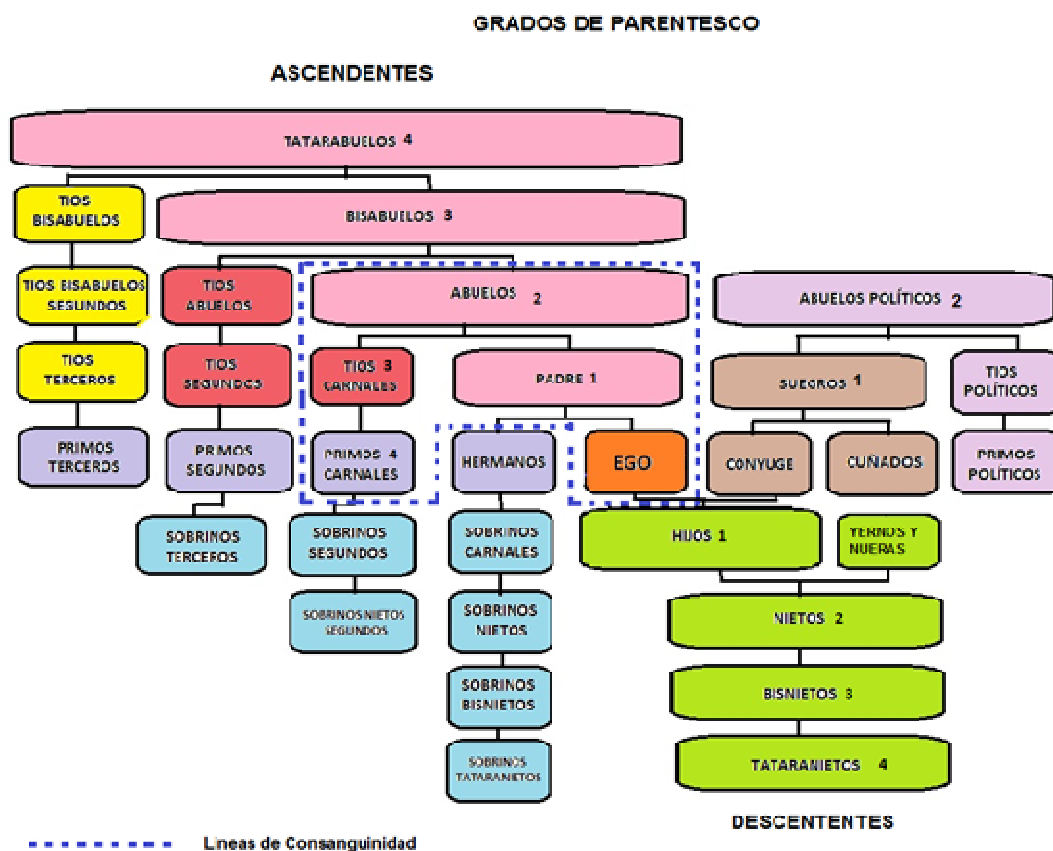 GRADOS DE PARENTESCO
ASCENDENTES
TATARABUELOS 4
TIOS
BISABUELOS
BISABUELOS 3
TIOS BISABUELOS
SEGUNDOS
TIOS
ABUELOS
ABUELOS 2
ABUELOS POLÍTICOS 2
TIOS
TERCEROS
TIOS
SEGUNDOS
TIOS 3
CARNALES
PADRE 1
SUEGROS 1
TIOS
POLÍTICOS
PRIMOS
TERCEROS
PRIMOS
SEGUNDOS
PRIMOS 4
CARNALES
HERMANOS
EGO
CONYUGE
CUÑADOS
PRIMOS
POLÍTICOS
SOBRINOS
TERCEROS
SOBRINOS
SEGUNDOS
SOBRINOS
CARNALES
HIJOS 1
YERNOS Y
NUERAS
SOBRINOS NIETOS
SEGUNDOS
SOBRINOS
NIETOS
NIETOS 2
SOBRINOS
BISNIETOS
BISNIETOS 3
SOBRINOS
TATARANIETOS
TATARANIETOS 4
DESCENTENTES
Lineas de Consanguinidad